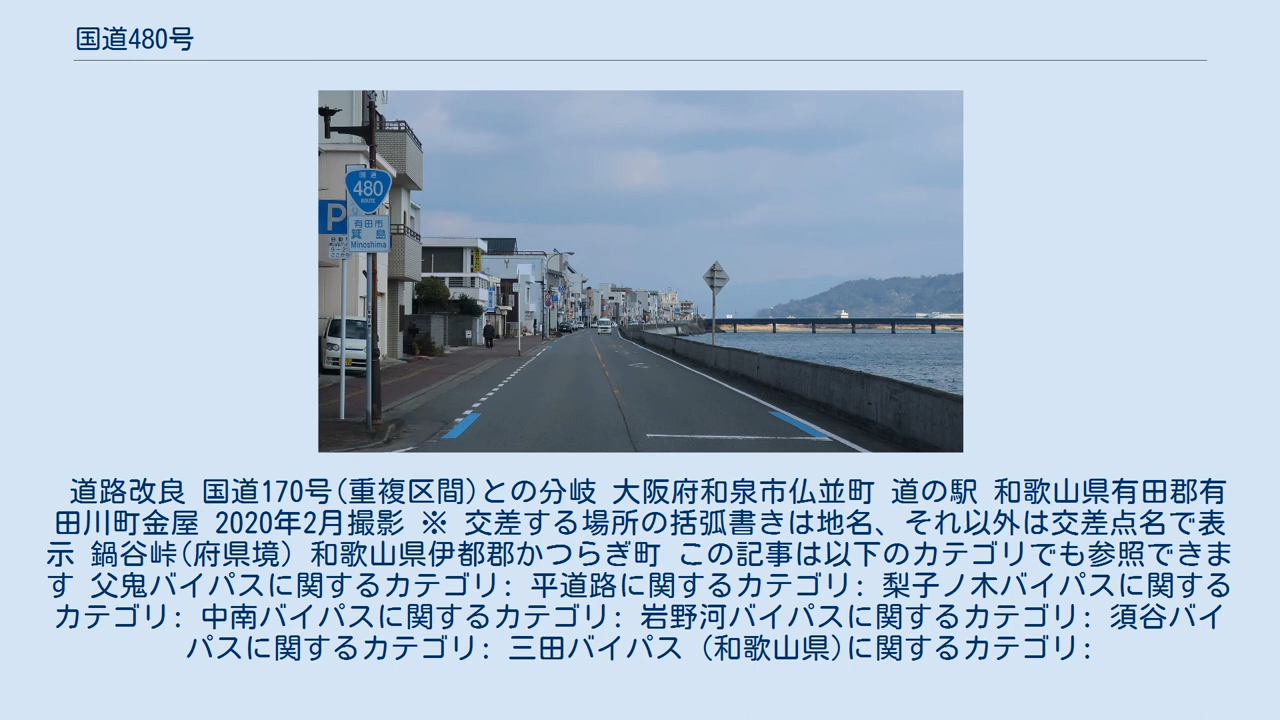 国道480号
国道
480
ROUTE
P
有田市
箕島
Minoshima
道路改良 国道170号(重複区間)との分岐 大阪府和泉市仏並町 道の駅 和歌山県有田郡有
田川町金屋 2020年2月撮影 ※ 交差する場所の括弧書きは地名、それ以外は交差点名で表
示 鍋谷峠(府県境) 和歌山県伊都郡かつらぎ町 この記事は以下のカテゴリでも参照できま
す 父鬼バイパスに関するカテゴリ: 平道路に関するカテゴリ: 梨子ノ木バイパスに関する
カテゴリ: 中南バイパスに関するカテゴリ: 岩野河バイパスに関するカテゴリ: 須谷バイ
パスに関するカテゴリ: 三田バイパス (和歌山県)に関するカテゴリ: